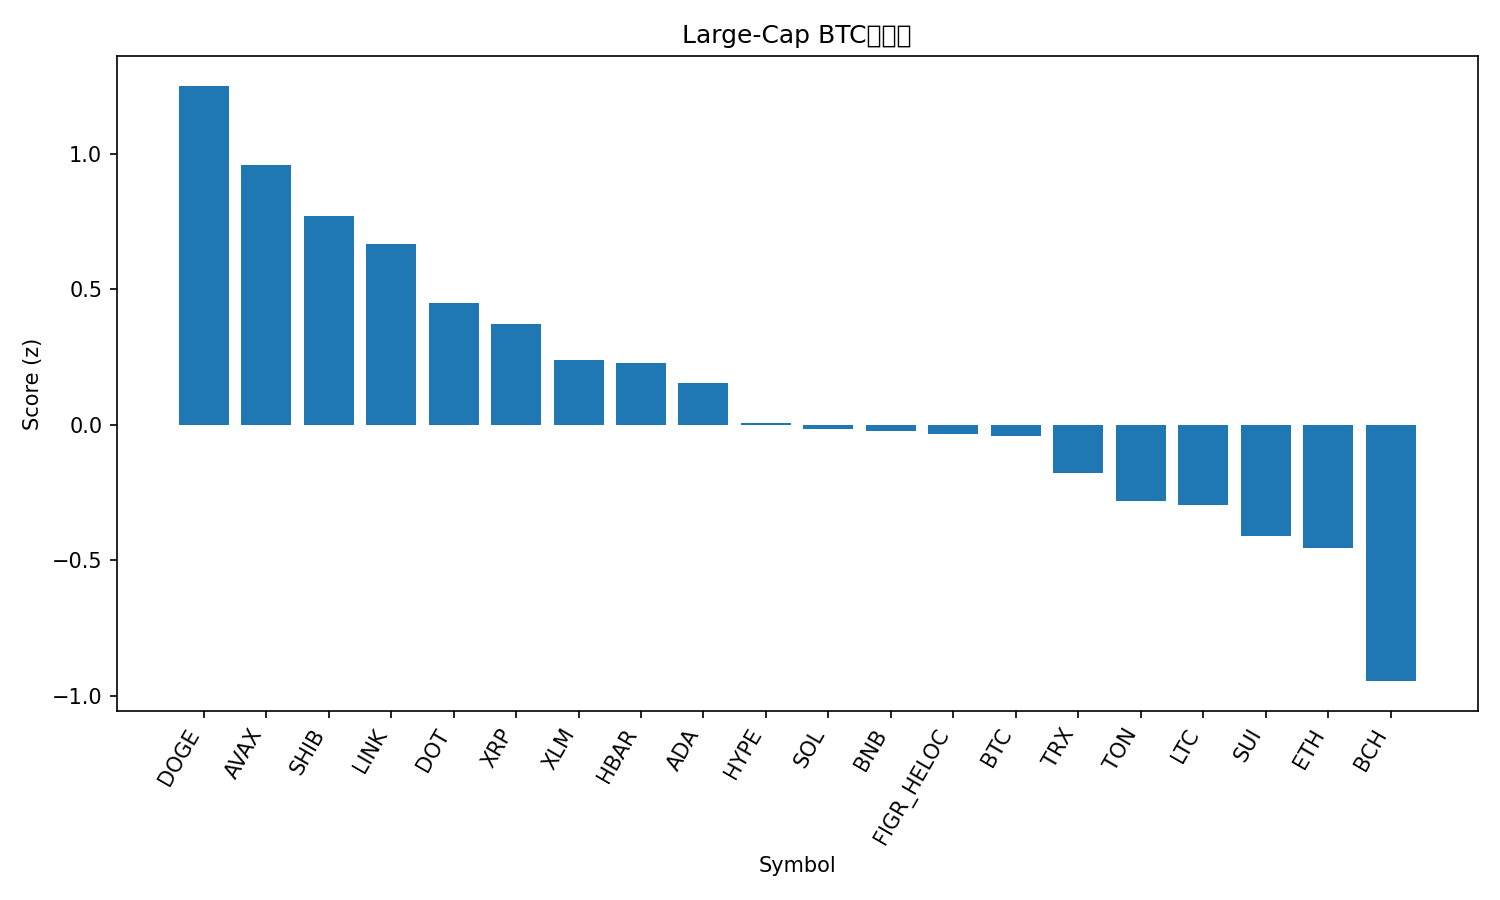 Large-Cap BTC
1.0
0.5
0.0
−0.5
−1.0
Score (z)
DOGE
AVAX
SHIB
LINK
DOT
XRP
XLM
HBAR
ADA
HYPE
SOL
BNB
FIGR_HELOC
BTC
TRX
TON
LTC
SUI
ETH
BCH
Symbol